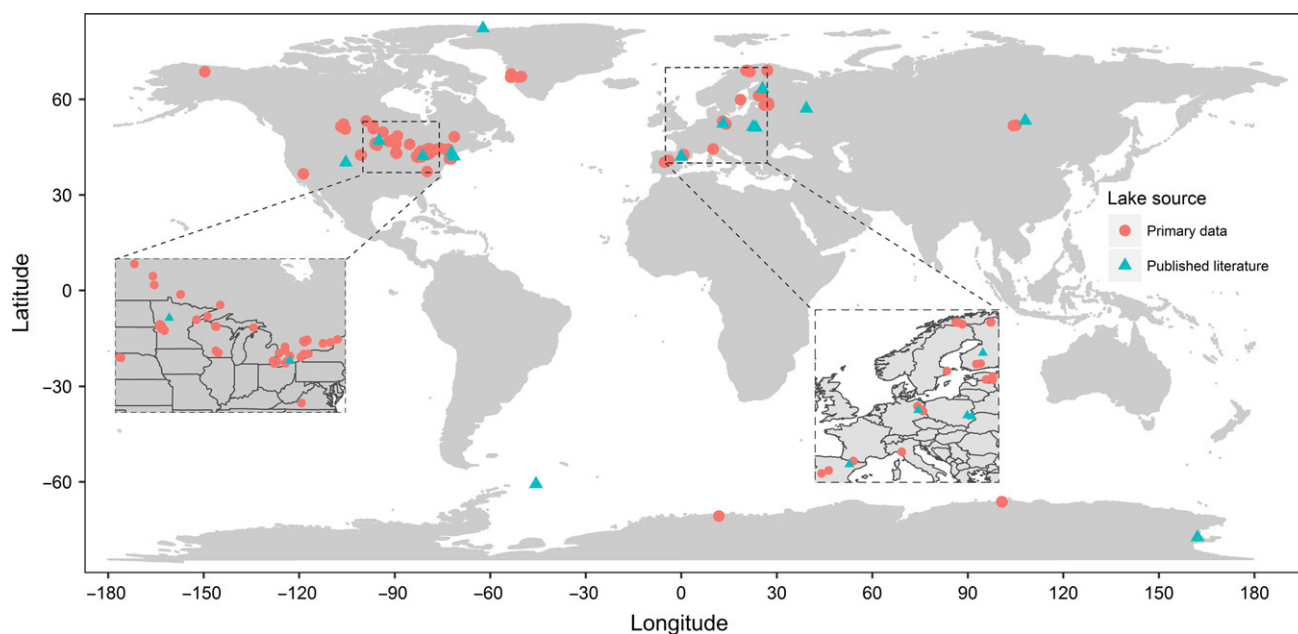 60
30
0
−30
−60
Latitude
Lake source
Primary data
Published literature
−180 −150 −120 −90 −60 −30 0 30 60 90 120 150 180
Longitude